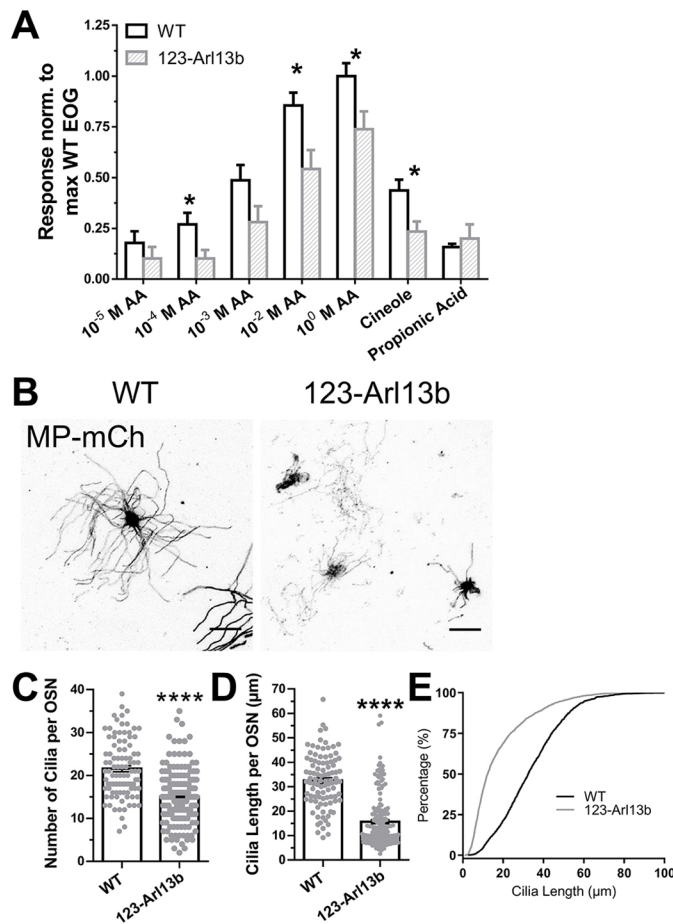 A
WT
123-Arl13b
Response norm. to
max WT EOG
1.25
1.00
0.75
0.50
0.25
0.00
*
*
*
*
10⁻⁵ M AA
10⁻⁴ M AA
10⁻³ M AA
10⁻² M AA
10⁰ M AA
Cineole
Propionic Acid
B
WT
123-Arl13b
MP-mCh
C
Number of Cilia per OSN
40
30
20
10
0
****
WT
123-Arl13b
D
Cilia Length per OSN (µm)
70
60
50
40
30
20
10
0
****
WT
123-Arl13b
E
Percentage (%)
100
75
50
25
0
WT
123-Arl13b
0
20
40
60
80
100
Cilia Length (µm)